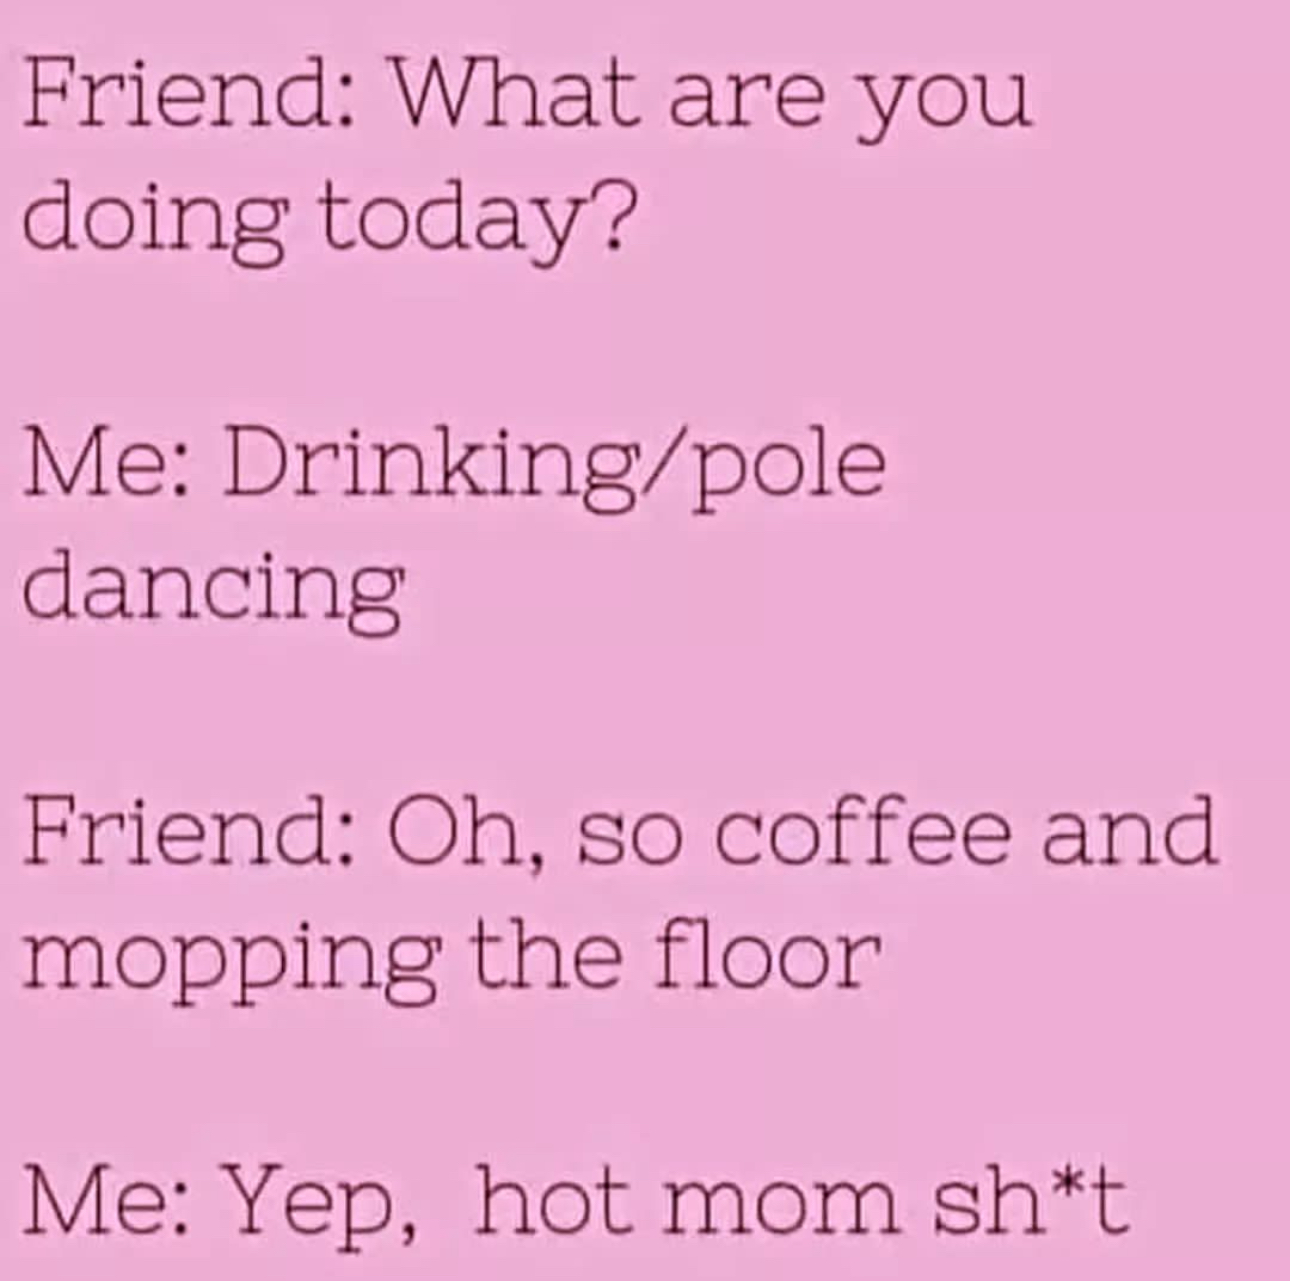 Friend: What are you
doing today?
Me: Drinking/pole
dancing
Friend: Oh, so coffee and
mopping the floor
Me: Yep,  hot mom sh*t